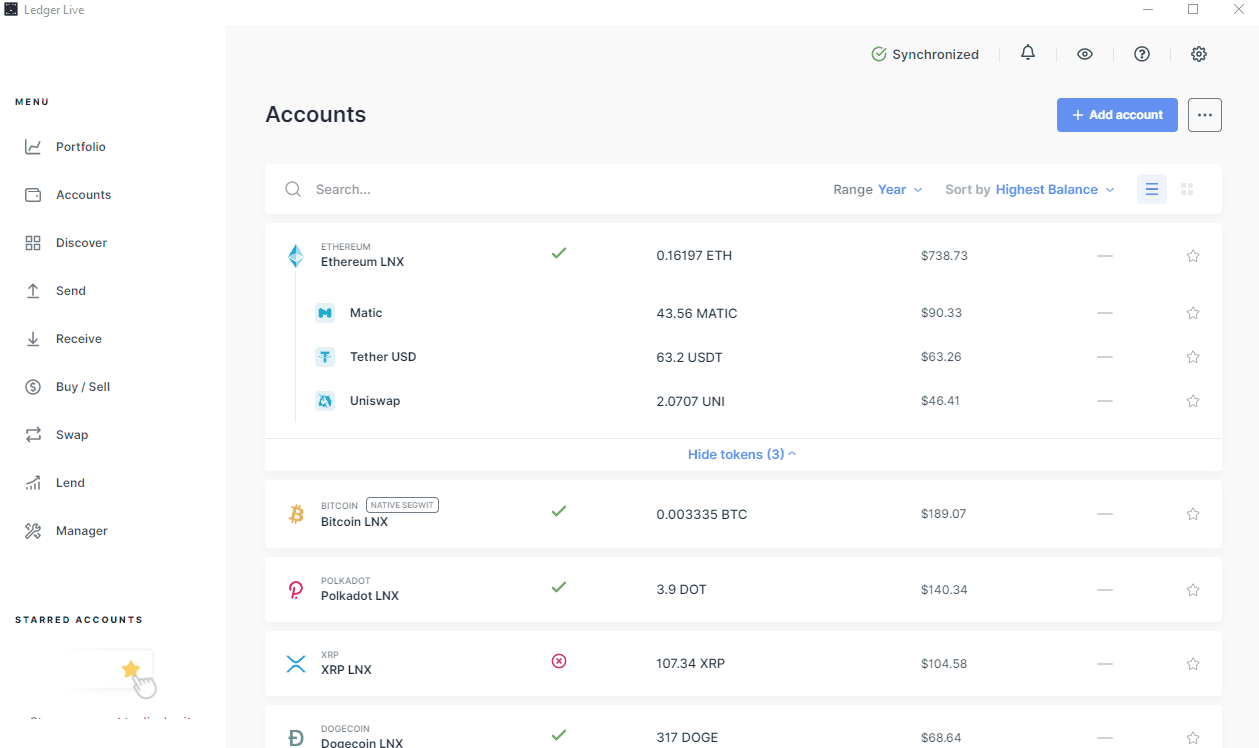 Ledger Live
Synchronized
MENU
Portfolio
Accounts
Discover
Send
Receive
Buy / Sell
Swap
Lend
Manager
STARRED ACCOUNTS
Accounts
+ Add account
...
Search...
Range Year
Sort by Highest Balance
ETHEREUM
Ethereum LNX
0.16197 ETH
$738.73
—
Matic
43.56 MATIC
$90.33
—
Tether USD
63.2 USDT
$63.26
—
Uniswap
2.0707 UNI
$46.41
—
Hide tokens (3)
BITCOIN NATIVE SEGWIT
Bitcoin LNX
0.003335 BTC
$189.07
—
POLKADOT
Polkadot LNX
3.9 DOT
$140.34
—
XRP
XRP LNX
107.34 XRP
$104.58
—
DOGECOIN
Dogecoin LNX
317 DOGE
$68.64
—